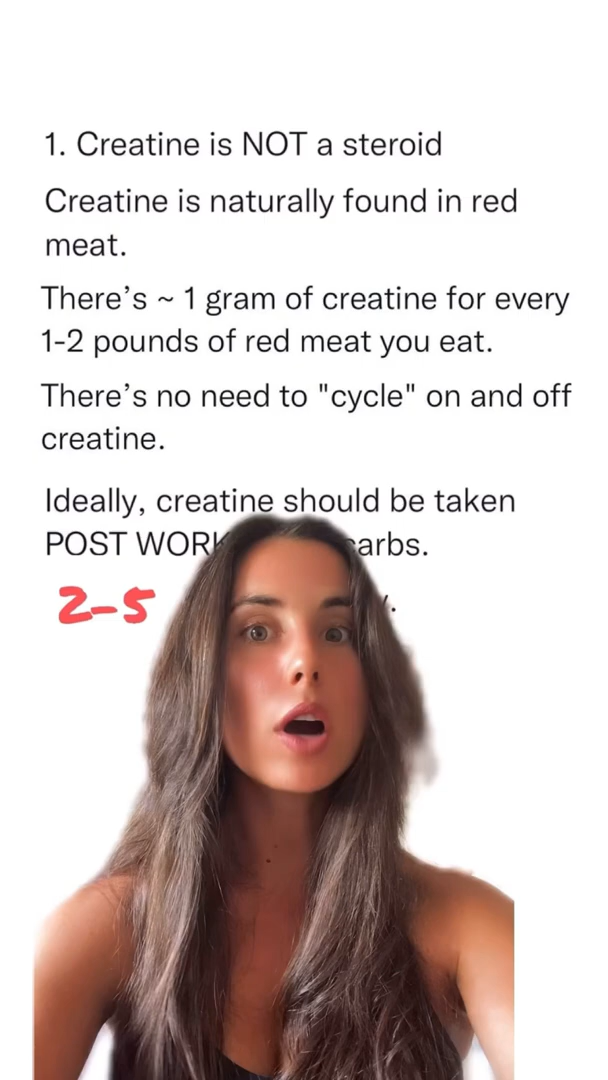 1. Creatine is NOT a steroid
Creatine is naturally found in red
meat.
There’s ~ 1 gram of creatine for every
1-2 pounds of red meat you eat.
There’s no need to "cycle" on and off
creatine.
Ideally, creatine should be taken
POST
2-5